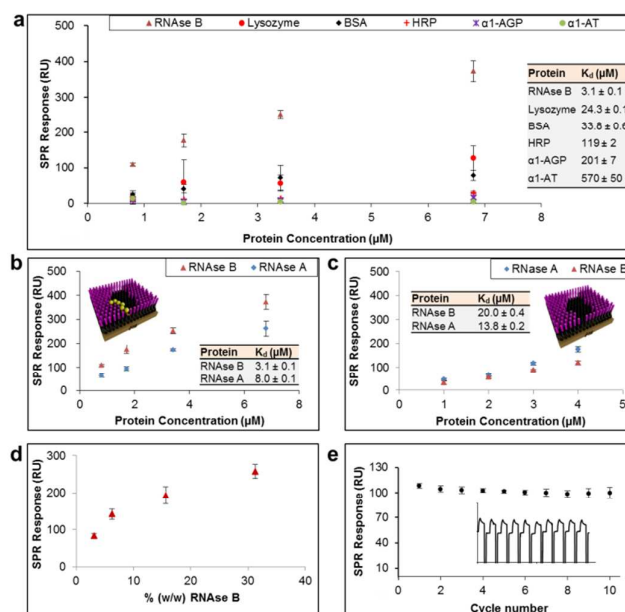 a
RNAse B Lysozyme BSA HRP α1-AGP α1-AT
SPR Response (RU)
500
400
300
200
100
0
0 1 2 3 4 5 6 7 8
Protein Concentration (µM)
Protein Kd (µM)
RNAse B 3.1 ± 0.1
Lysozyme 24.3 ± 0.1
BSA 33.8 ± 0.6
HRP 119 ± 2
α1-AGP 201 ± 7
α1-AT 570 ± 50
b
RNAse B RNAse A
SPR Response (RU)
500
400
300
200
100
0
0 2 4 6 8
Protein Concentration (µM)
Protein Kd (µM)
RNAse B 3.1 ± 0.1
RNAse A 8.0 ± 0.1
c
RNAse A RNAse B
SPR Response (RU)
500
400
300
200
100
0
0 1 2 3 4 5
Protein Concentration (µM)
Protein Kd (µM)
RNAse B 20.0 ± 0.4
RNAse A 13.8 ± 0.2
d
SPR Response (RU)
300
200
100
0
0 10 20 30 40
% (w/w) RNAse B
e
SPR Response (RU)
130
100
70
40
10
0 2 4 6 8 10
Cycle number